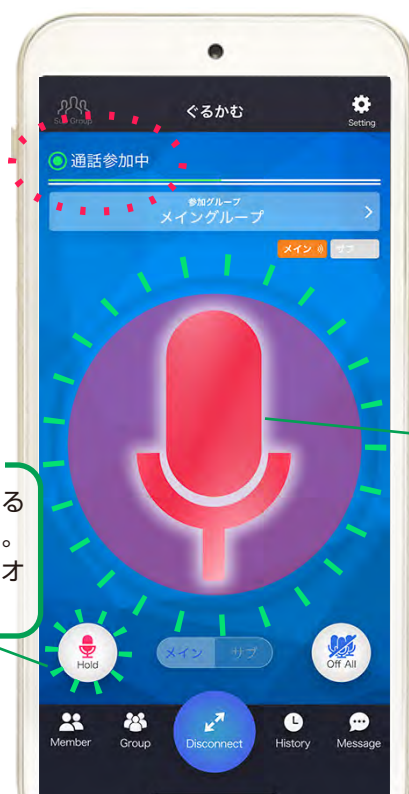 Sub Group
ぐるかむ
Setting
通話参加中
参加グループ
メイングループ
メイン
サブ
る
。
オ
Hold
メイン サブ
Off All
Member
Group
Disconnect
History
Message